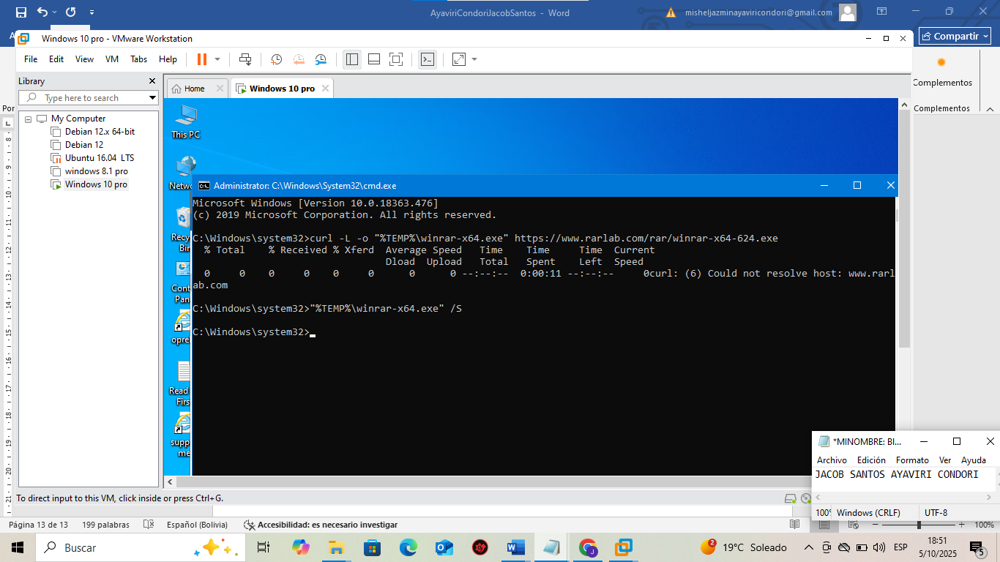 AyaviriCondoriJacobSantos - Word
misheljazminayaviricondori@gmail.com
Windows 10 pro - VMware Workstation
Compartir
File Edit View VM Tabs Help
Complementos
Library
Type here to search
Home
Windows 10 pro
Por
Complementos
My Computer
Debian 12.x 64-bit
Debian 12
Ubuntu 16.04 LTS
windows 8.1 pro
Windows 10 pro
This PC
Netwo
Recy
Bin
Cont
Pan
opre
Read
Firs
supp
me
Administrator: C:\Windows\System32\cmd.exe
Microsoft Windows [Version 10.0.18363.476]
(c) 2019 Microsoft Corporation. All rights reserved.
C:\Windows\system32>curl -L -o "%TEMP%\winrar-x64.exe" https://www.rarlab.com/rar/winrar-x64-624.exe
% Total % Received % Xferd Average Speed Time Time Time Current
Dload Upload Total Spent Left Speed
0 0 0 0 0 0 0 0 --:--:-- 0:00:11 --:--:-- 0curl: (6) Could not resolve host: www.rarl
ab.com
C:\Windows\system32>"%TEMP%\winrar-x64.exe" /S
C:\Windows\system32>
*MINOMBRE: BI...
Archivo Edición Formato Ver Ayuda
JACOB SANTOS AYAVIRI CONDORI
100% Windows (CRLF) UTF-8
To direct input to this VM, click inside or press Ctrl+G.
Página 13 de 13 199 palabras Español (Bolivia) Accesibilidad: es necesario investigar
100%
Buscar
2
19°C Soleado
ESP
18:51
5/10/2025
5